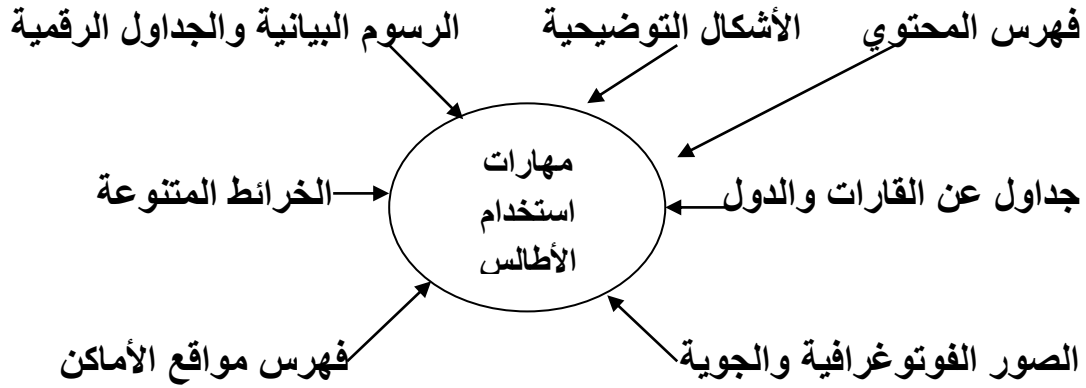 فهرس المحتوي الأشكال التوضيحية الرسوم البيانية والجداول الرقمية
مهارات
جداول عن القارات والدول استخدام الخرائط المتنوعة
الأطالس
الصور الفوتوغرافية والجوية فهرس مواقع الأماكن